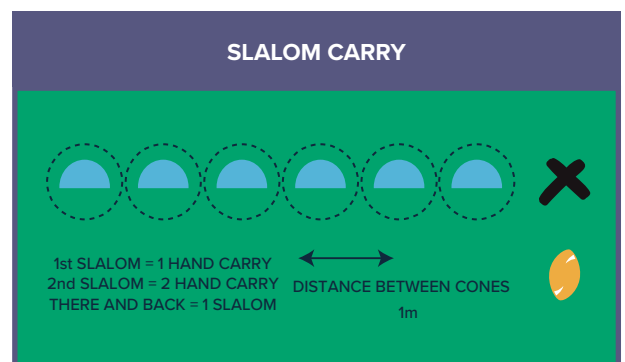 SLALOM CARRY
1st SLALOM = 1 HAND CARRY
2nd SLALOM = 2 HAND CARRY
THERE AND BACK = 1 SLALOM
DISTANCE BETWEEN CONES
1m